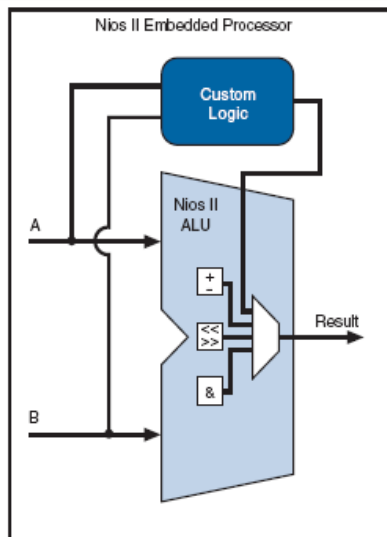 Nios II Embedded Processor
Custom
Logic
Nios II
ALU
A
+
-
<<
>>
Result
&
B